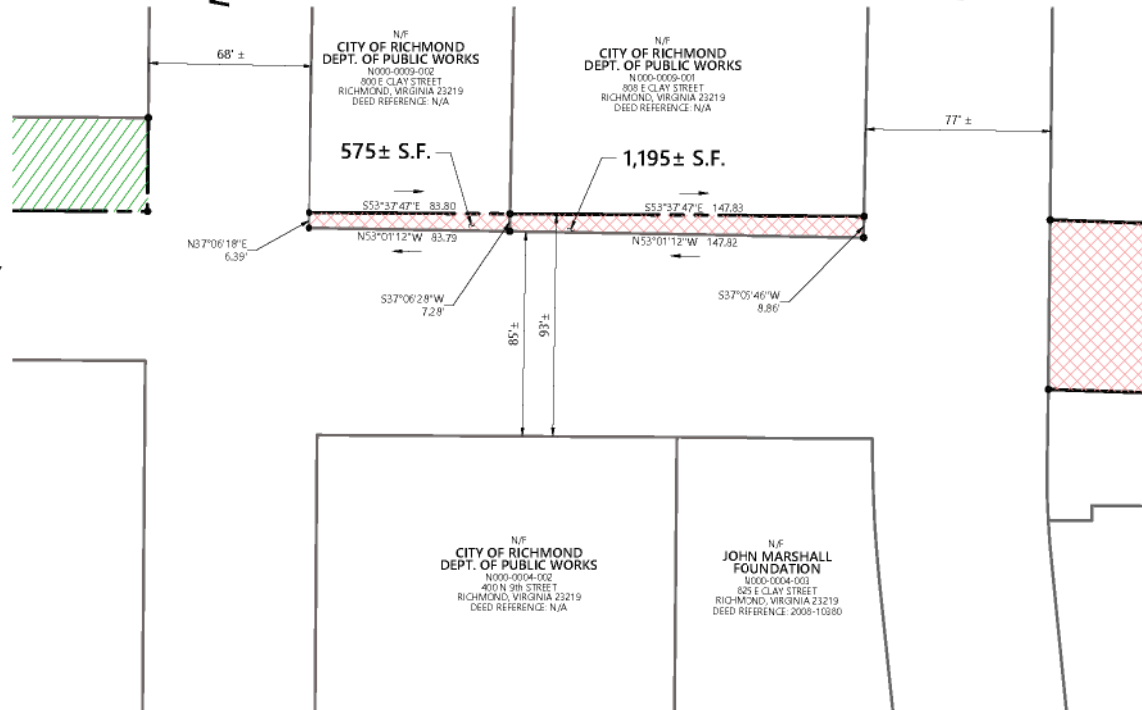 68' ±
N/F
CITY OF RICHMOND
DEPT. OF PUBLIC WORKS
N000-0009-002
800 E CLAY STREET
RICHMOND, VIRGINIA 23219
DEED REFERENCE: N/A
N/F
CITY OF RICHMOND
DEPT. OF PUBLIC WORKS
N000-0009-001
808 E CLAY STREET
RICHMOND, VIRGINIA 23219
DEED REFERENCE: N/A
77' ±
575± S.F.
1,195± S.F.
S53°37'47"E 83.80
S53°37'47"E 147.83
N53°01'12"W 83.79
N53°01'12"W 147.82
N37°06'18"E
6.39'
S37°06'28"W
7.28'
S37°05'46"W
8.86'
85'±
93'±
N/F
CITY OF RICHMOND
DEPT. OF PUBLIC WORKS
N000-0004-002
400 N 9th STREET
RICHMOND, VIRGINIA 23219
DEED REFERENCE: N/A
N/F
JOHN MARSHALL
FOUNDATION
N000-0004-003
825 E CLAY STREET
RICHMOND, VIRGINIA 23219
DEED REFERENCE: 2008-10380